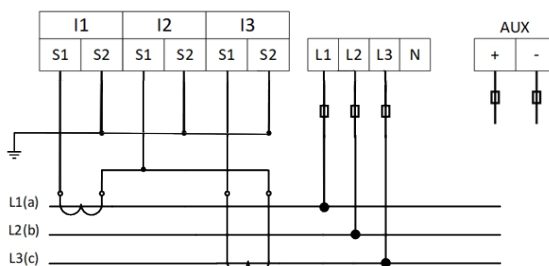 I1 I2 I3 AUX
S1 S2 S1 S2 S1 S2 L1 L2 L3 N + -
L1(a)
L2(b)
L3(c)